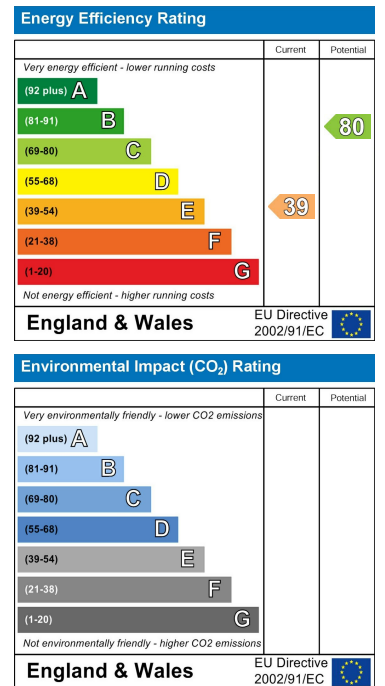 Energy Efficiency Rating
Current Potential
Very energy efficient - lower running costs
(92 plus) A
(81-91) B
80
(69-80) C
(55-68) D
(39-54) E
39
(21-38) F
(1-20) G
Not energy efficient - higher running costs
England & Wales
EU Directive
2002/91/EC
Environmental Impact (CO₂) Rating
Current Potential
Very environmentally friendly - lower CO2 emissions
(92 plus) A
(81-91) B
(69-80) C
(55-68) D
(39-54) E
(21-38) F
(1-20) G
Not environmentally friendly - higher CO2 emissions
England & Wales
EU Directive
2002/91/EC